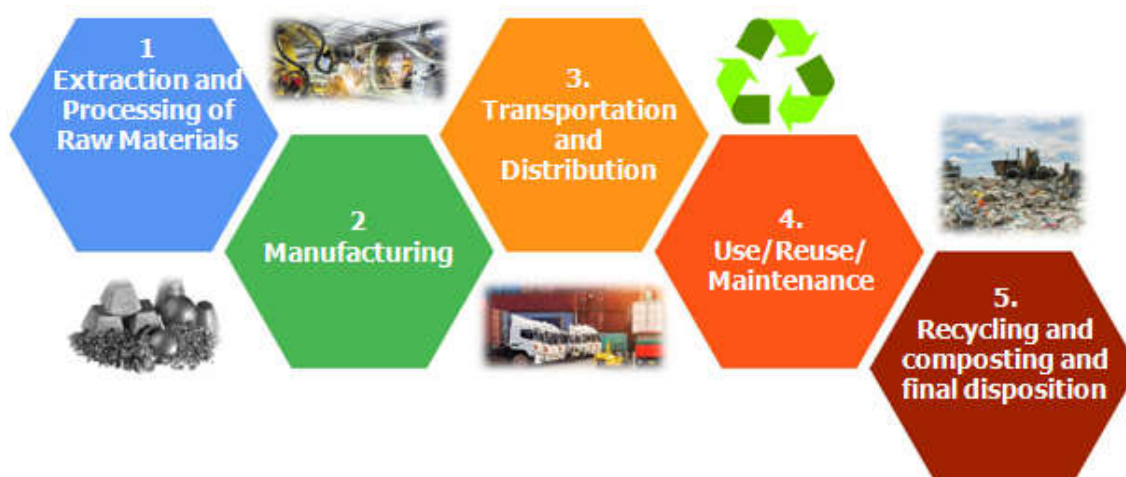 1
Extraction and
Processing of
Raw Materials
2
Manufacturing
3.
Transportation
and
Distribution
4.
Use/Reuse/
Maintenance
5.
Recycling and
composting and
final disposition